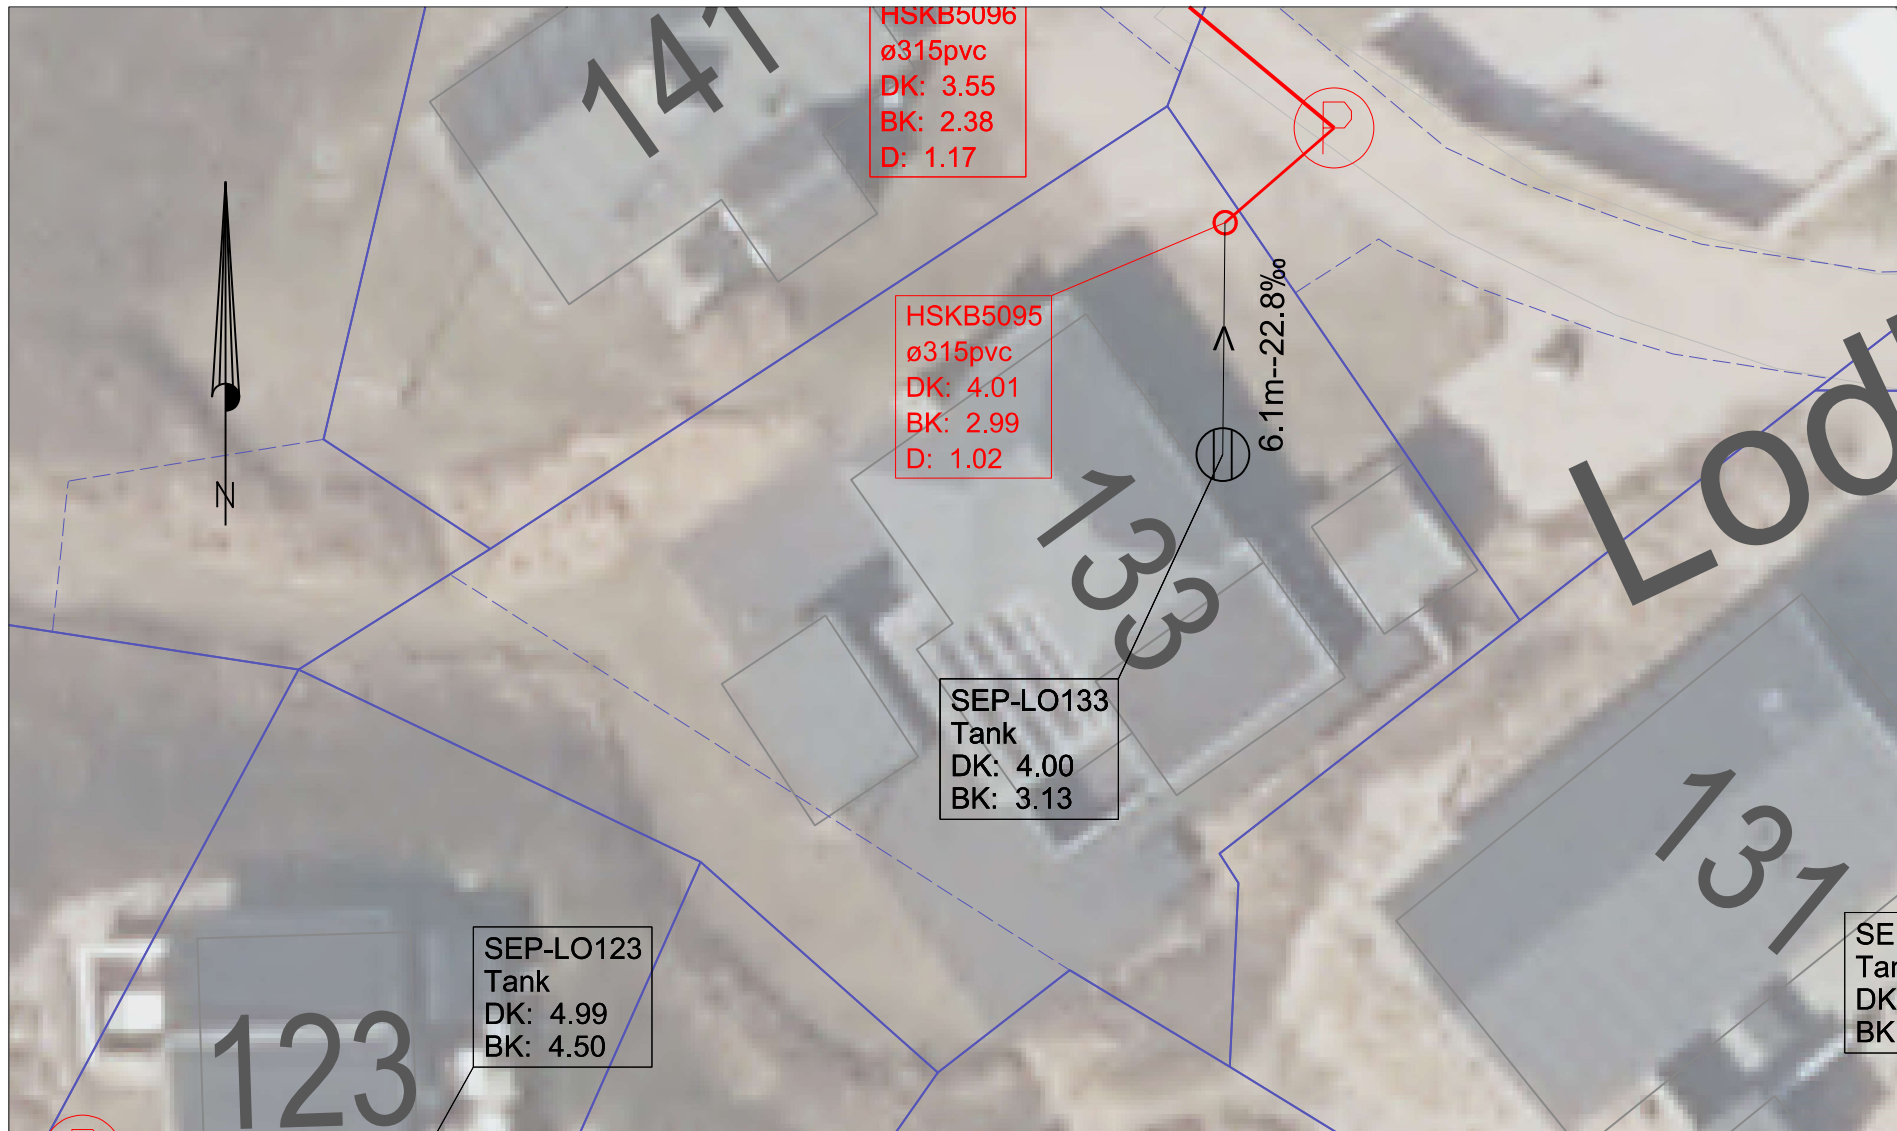 141
HSKB5096
ø315pvc
DK: 3.55
BK: 2.38
D: 1.17
P
HSKB5095
ø315pvc
DK: 4.01
BK: 2.99
D: 1.02
6.1m--22.8‰
N
133
SEP-LO133
Tank
DK: 4.00
BK: 3.13
131
SEP-LO123
Tank
DK: 4.99
BK: 4.50
123
DK
BK